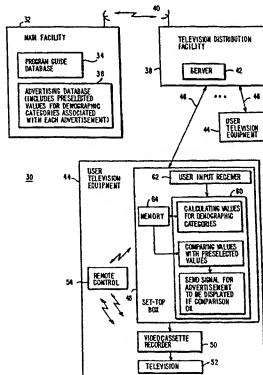 32
MAIN FACILITY
34
PROGRAM GUIDE
DATABASE
36
ADVERTISING DATABASE
(INCLUDES PRESELECTED
VALUES FOR DEMOGRAPHIC
CATEGORIES ASSOCIATED
WITH EACH ADVERTISEMENT)
40
TELEVISION DISTRIBUTION
FACILITY
38
SERVER
42
46
46
44
USER
TELEVISION
EQUIPMENT
30
44
USER
TELEVISION
EQUIPMENT
62
USER INPUT RECEIVER
60
64
MEMORY
CALCULATING VALUES
FOR DEMOGRAPHIC
CATEGORIES
COMPARING VALUES
WITH PRESELECTED
VALUES
SEND SIGNAL FOR
ADVERTISEMENT
TO BE DISPLAYED
IF COMPARISON
OK
54
REMOTE
CONTROL
SET-TOP
BOX
48
VIDEOCASSETTE
RECORDER
50
TELEVISION
52